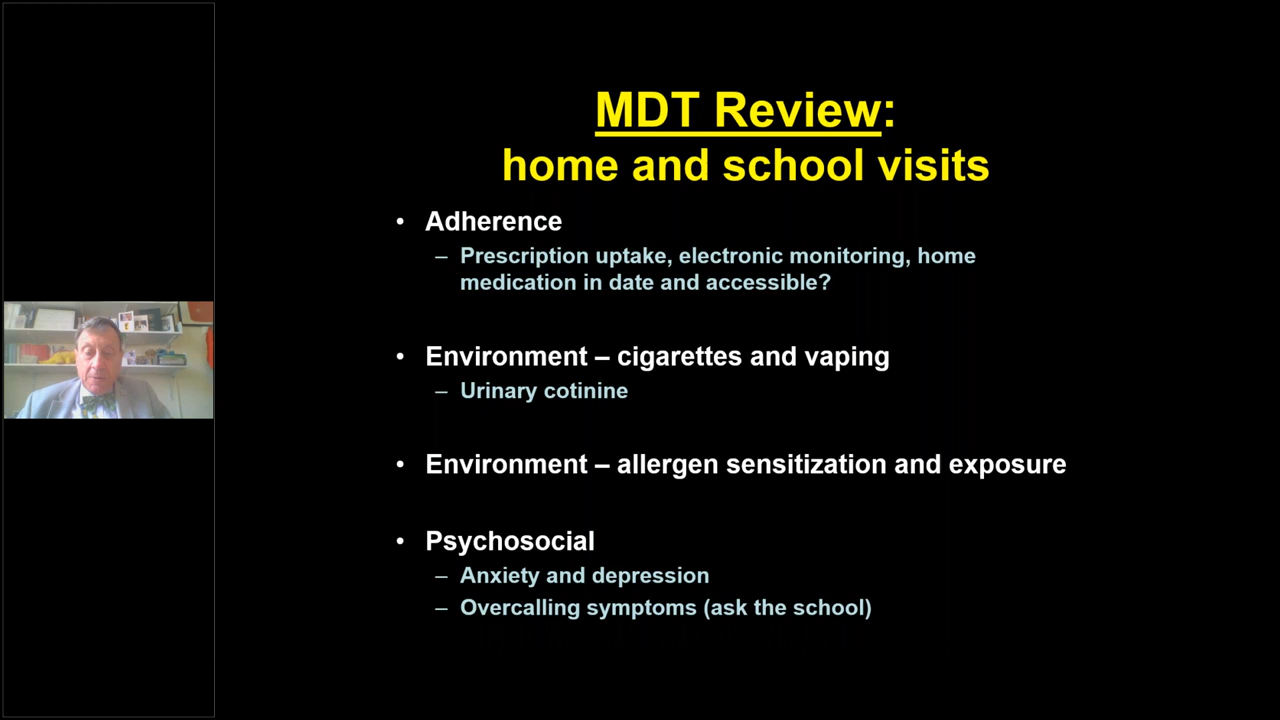 MDT Review:
home and school visits
• Adherence
– Prescription uptake, electronic monitoring, home
medication in date and accessible?
• Environment – cigarettes and vaping
– Urinary cotinine
• Environment – allergen sensitization and exposure
• Psychosocial
– Anxiety and depression
– Overcalling symptoms (ask the school)